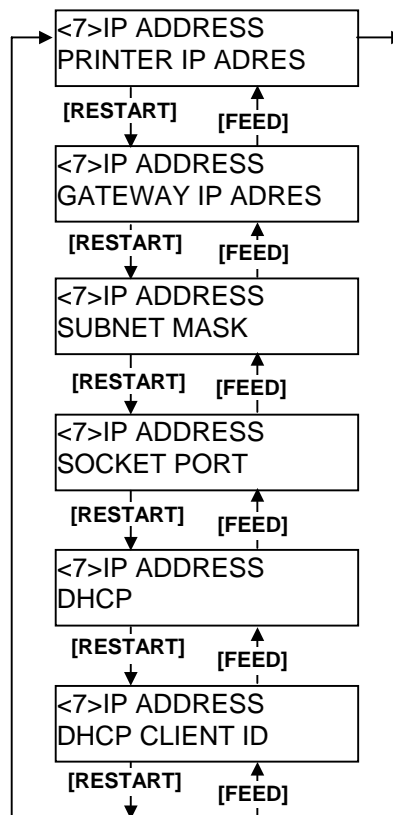 <7>IP ADDRESS
PRINTER IP ADRES
[RESTART]
[FEED]
<7>IP ADDRESS
GATEWAY IP ADRES
[RESTART]
[FEED]
<7>IP ADDRESS
SUBNET MASK
[RESTART]
[FEED]
<7>IP ADDRESS
SOCKET PORT
[RESTART]
[FEED]
<7>IP ADDRESS
DHCP
[RESTART]
[FEED]
<7>IP ADDRESS
DHCP CLIENT ID
[RESTART]
[FEED]